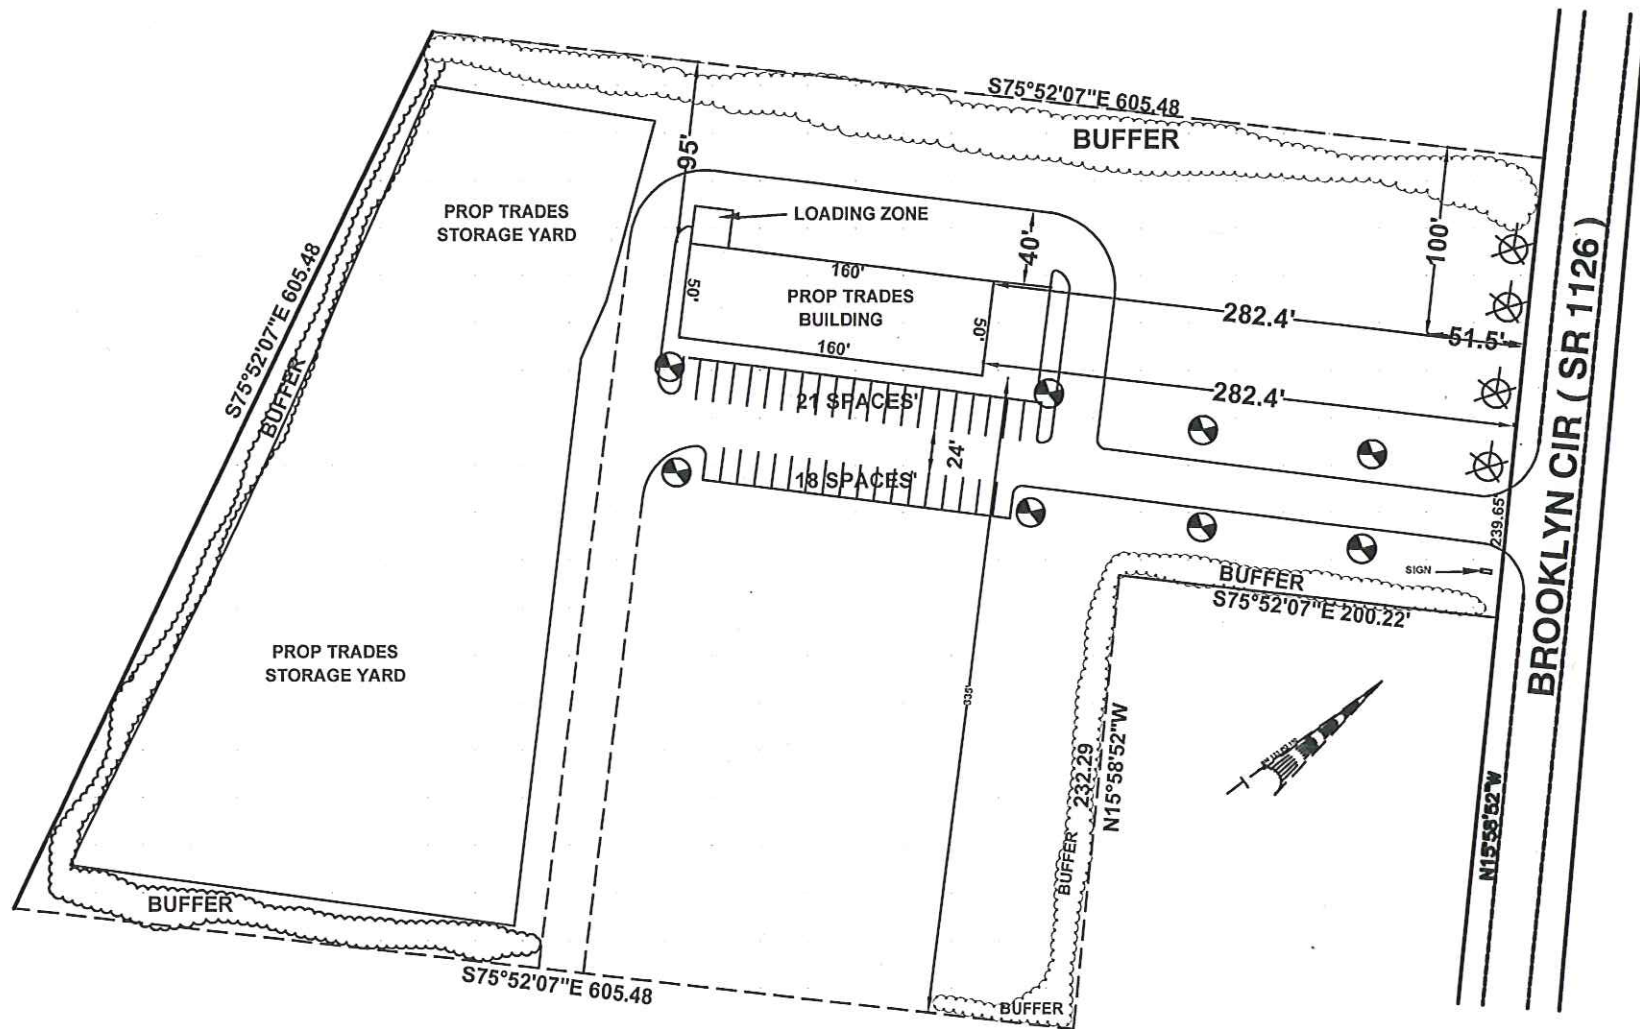 S75°52'07"E 605.48
BUFFER
95'
PROP TRADES
STORAGE YARD
LOADING ZONE
40'
100'
160'
50'
PROP TRADES
BUILDING
50'
160'
282.4'
51.5'
282.4'
S75°52'07"E 605.48
BUFFER
21 SPACES'
24'
18 SPACES'
239.65'
SIGN
BUFFER
S75°52'07"E 200.22'
BROOKLYN CIR ( SR 1126 )
PROP TRADES
STORAGE YARD
335'
232.29
N15°58'52"W
BUFFER
N15°58'52"W
BUFFER
S75°52'07"E 605.48
BUFFER